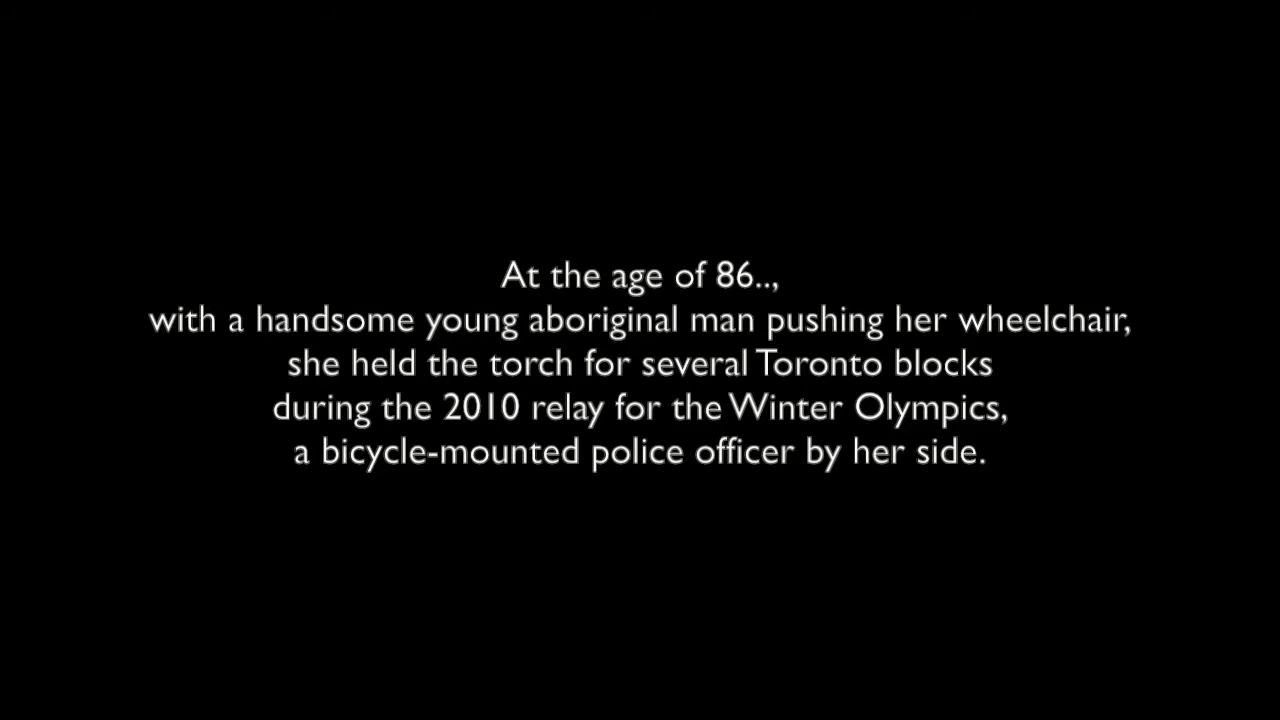 At the age of 86..,
with a handsome young aboriginal man pushing her wheelchair,
she held the torch for several Toronto blocks
during the 2010 relay for the Winter Olympics,
a bicycle-mounted police officer by her side.